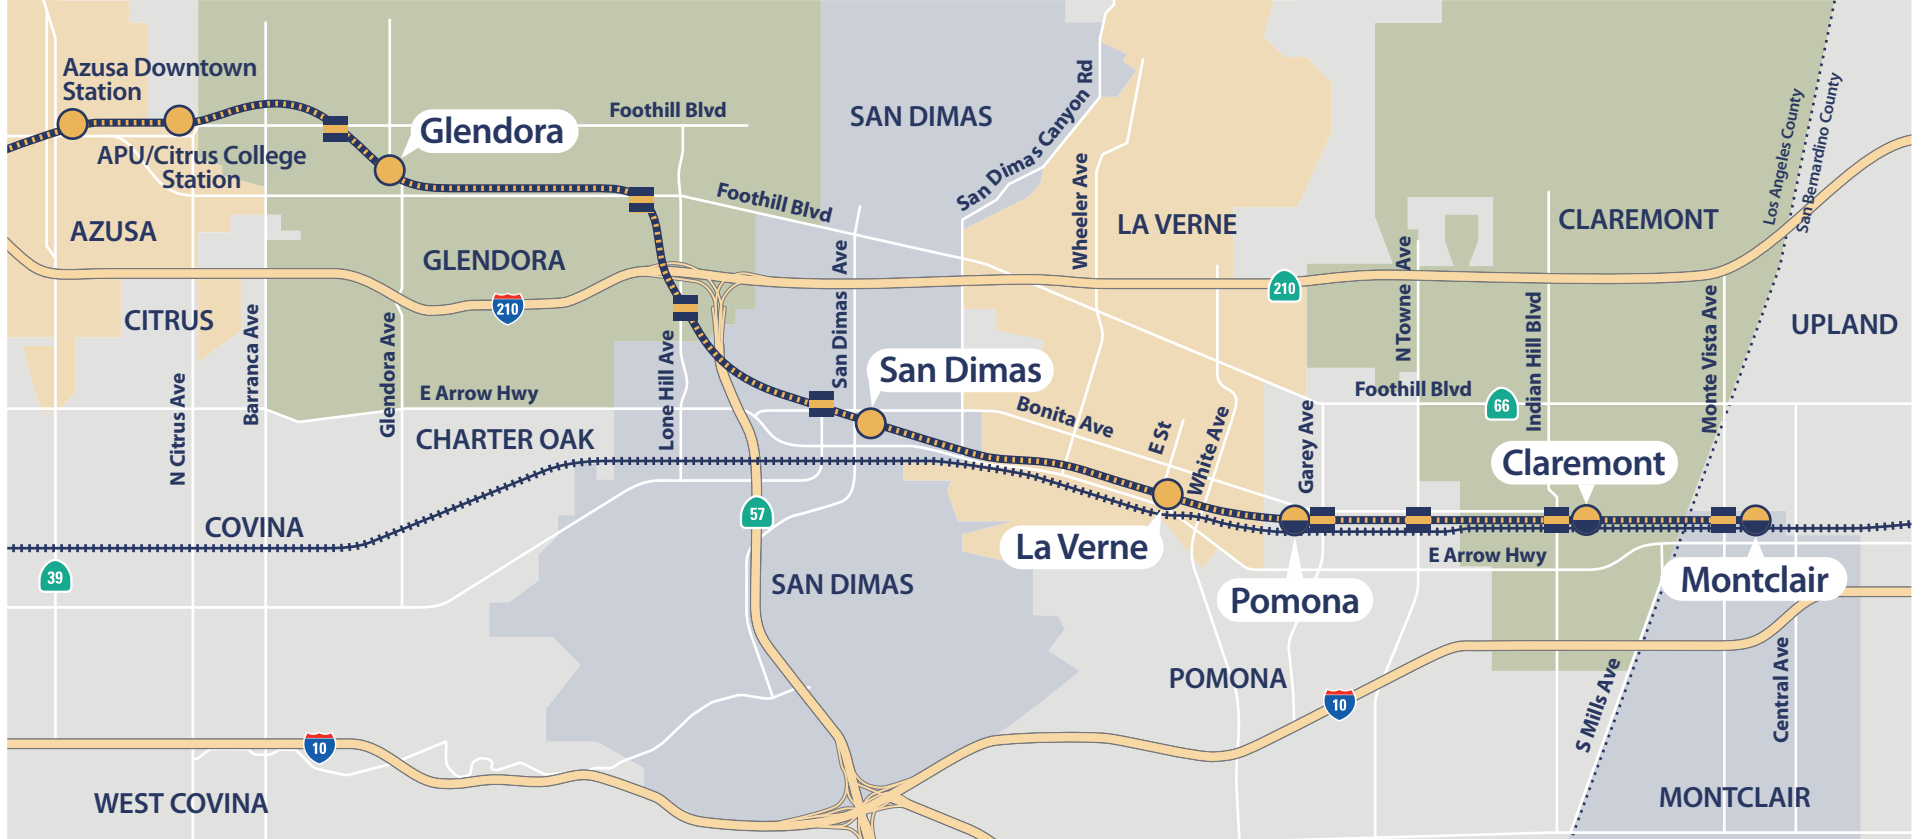 Azusa Downtown
Station
APU/Citrus College
Station
Glendora
Foothill Blvd
SAN DIMAS
San Dimas Canyon Rd
Wheeler Ave
LA VERNE
CLAREMONT
Los Angeles County
San Bernardino County
AZUSA
GLENDORA
Foothill Blvd
San Dimas Ave
N Towne Ave
210
210
CITRUS
Barranca Ave
Glendora Ave
N Citrus Ave
Lone Hill Ave
E Arrow Hwy
CHARTER OAK
San Dimas
Bonita Ave
E St
White Ave
Garey Ave
Foothill Blvd
66
Indian Hill Blvd
Monte Vista Ave
UPLAND
Claremont
COVINA
57
39
La Verne
Pomona
E Arrow Hwy
Montclair
SAN DIMAS
POMONA
10
10
S Mills Ave
Central Ave
WEST COVINA
MONTCLAIR